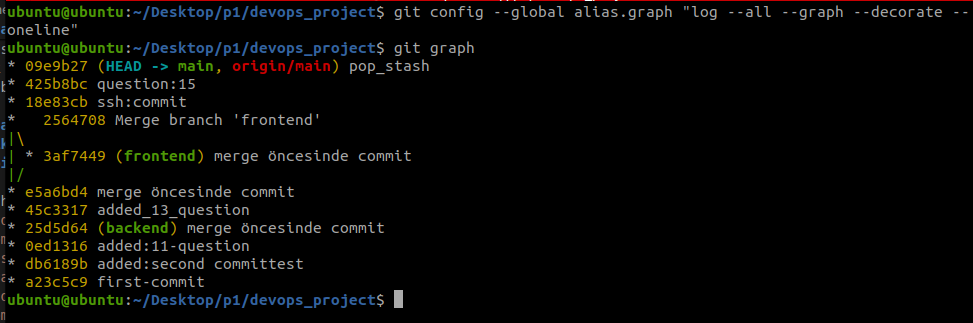 ubuntu@ubuntu:~/Desktop/p1/devops_project$ git config --global alias.graph "log --all --graph --decorate --
oneline"
ubuntu@ubuntu:~/Desktop/p1/devops_project$ git graph
* 09e9b27 (HEAD -> main, origin/main) pop_stash
* 425b8bc question:15
* 18e83cb ssh:commit
*   2564708 Merge branch 'frontend'
|\
| * 3af7449 (frontend) merge öncesinde commit
|/
* e5a6bd4 merge öncesinde commit
* 45c3317 added_13_question
* 25d5d64 (backend) merge öncesinde commit
* 0ed1316 added:11-question
* db6189b added:second committest
* a23c5c9 first-commit
ubuntu@ubuntu:~/Desktop/p1/devops_project$